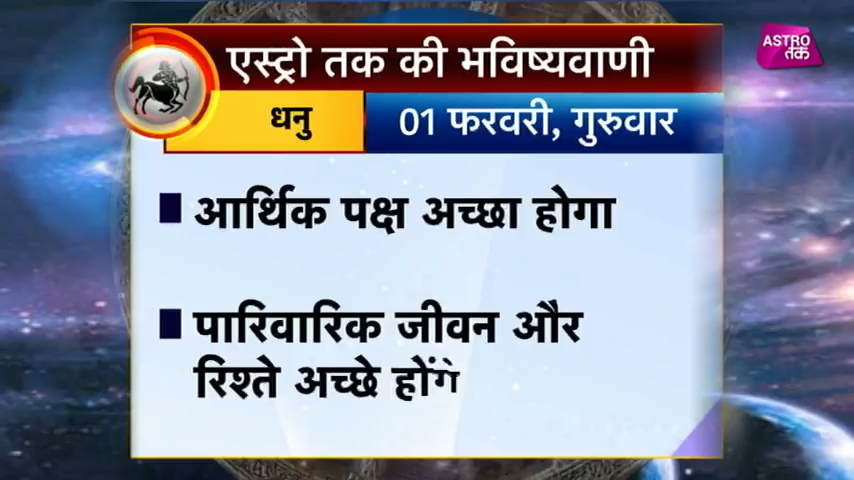 एस्ट्रो तक की भविष्यवाणी
ASTRO
तक
धनु
01 फरवरी, गुरुवार
आर्थिक पक्ष अच्छा होगा
पारिवारिक जीवन और
रिश्ते अच्छे होंगे